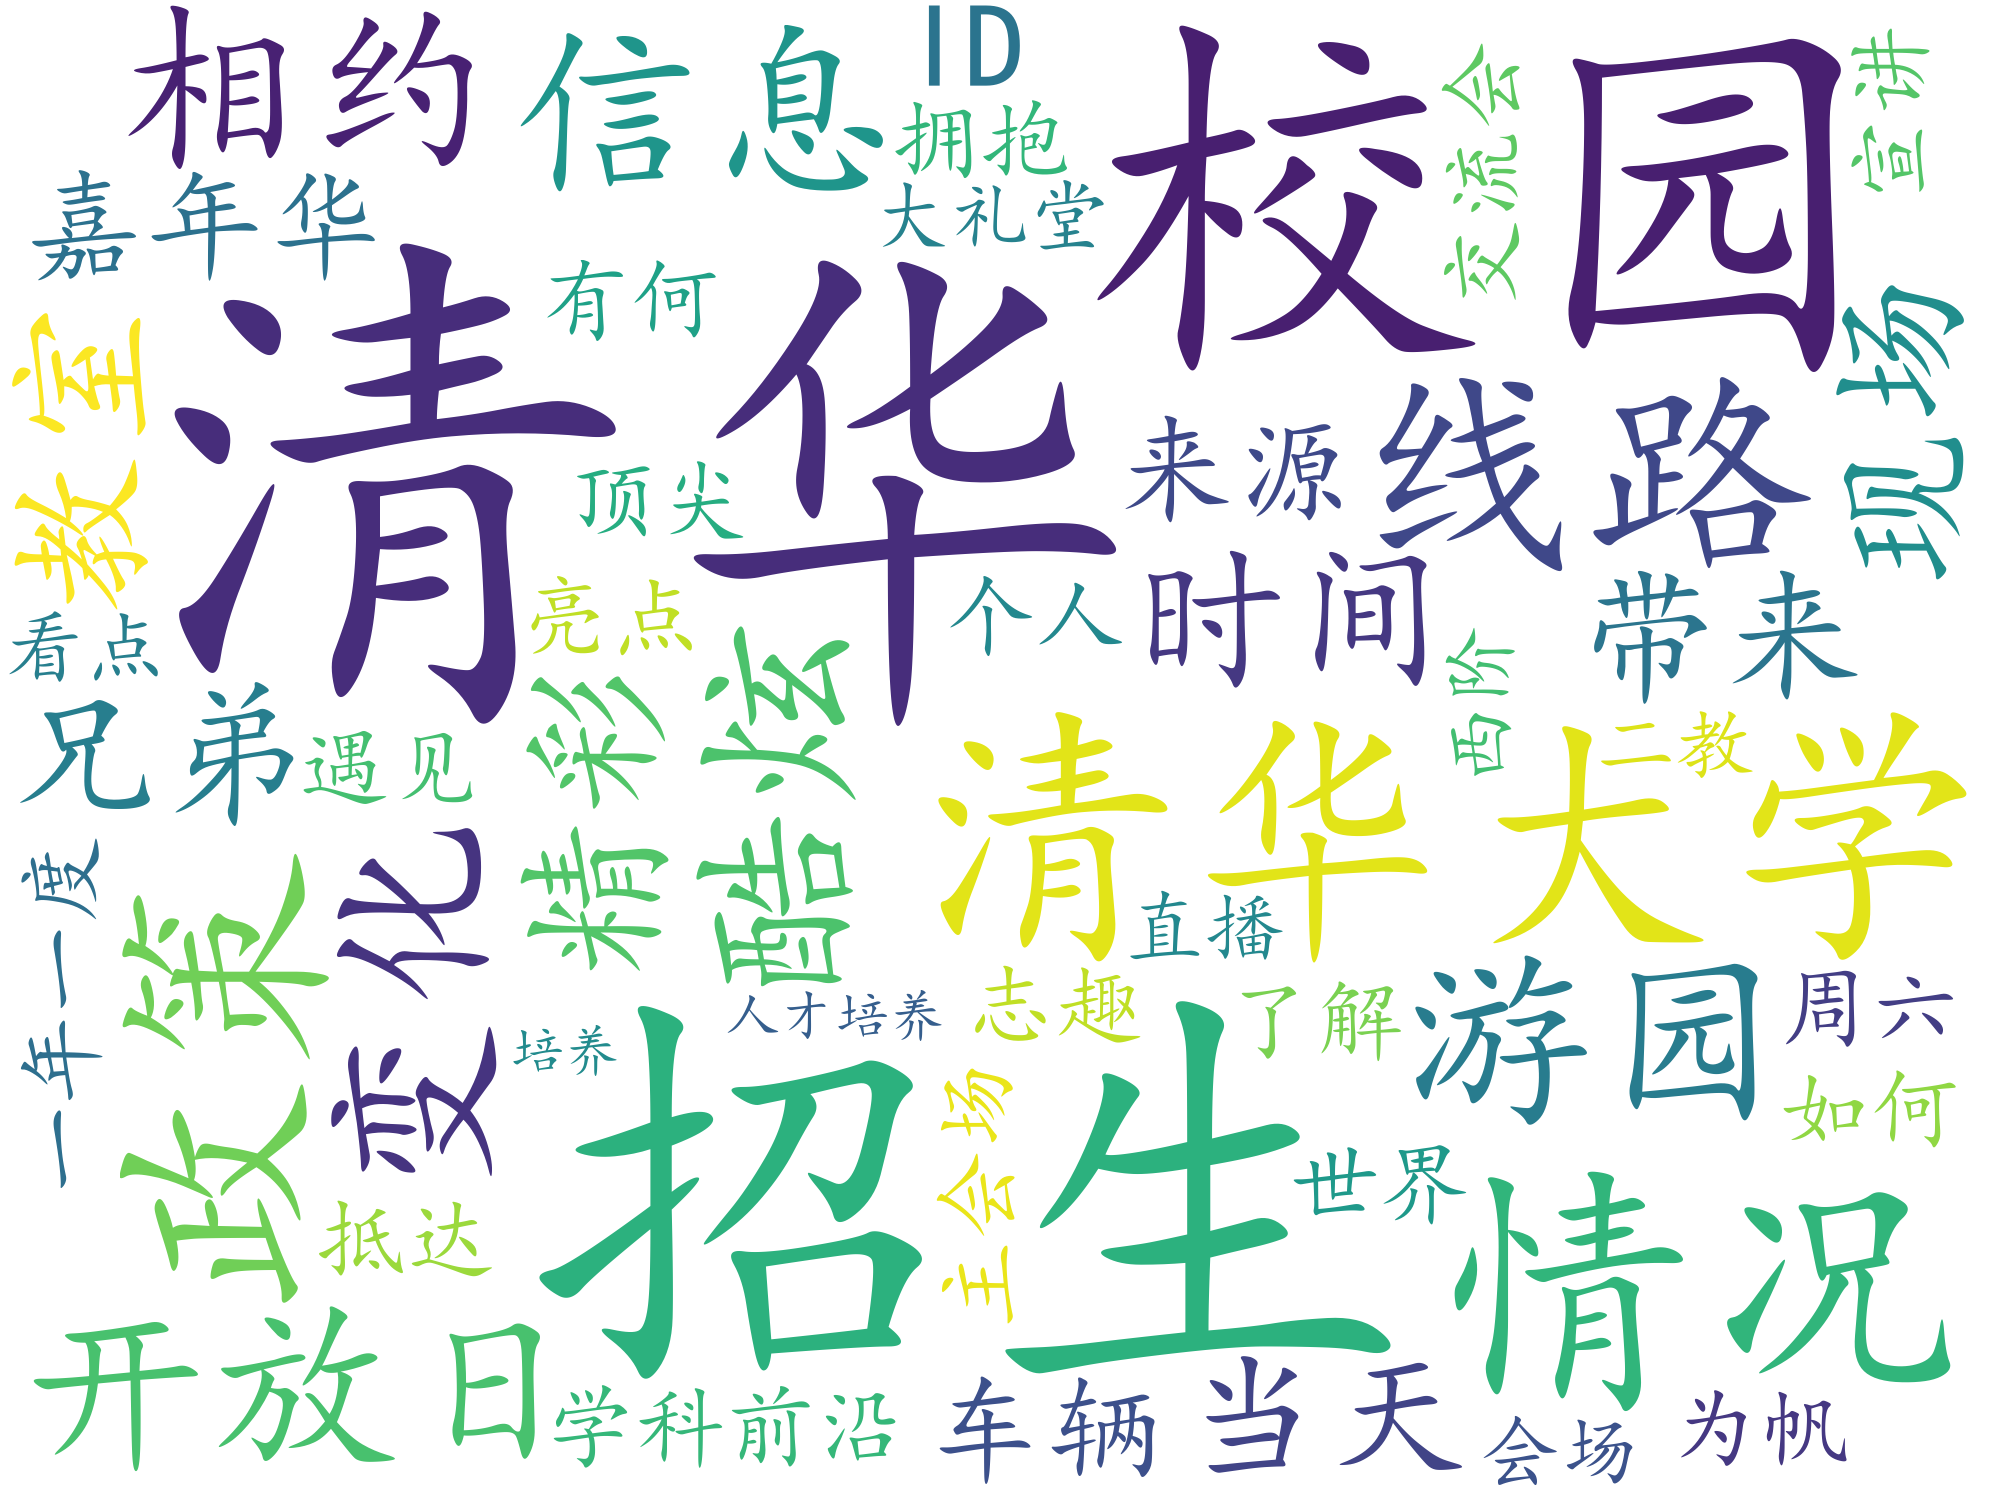 相约
信息
ID
校园
宣讲
交流会
拥抱
大礼堂
嘉年华
清华
有何
现场
教室
顶尖
来源
线路
时间
带来
看点
亮点
个人
西阶
兄弟
遇见
精彩
酷炫
清华大学
三教
一年一度
政策
变化
直播
人才培养
培养
志趣
了解
游园
周六
招生
主会场
世界
如何
情况
抵达
开放日
学科前沿
车辆
当天
会场
为帆